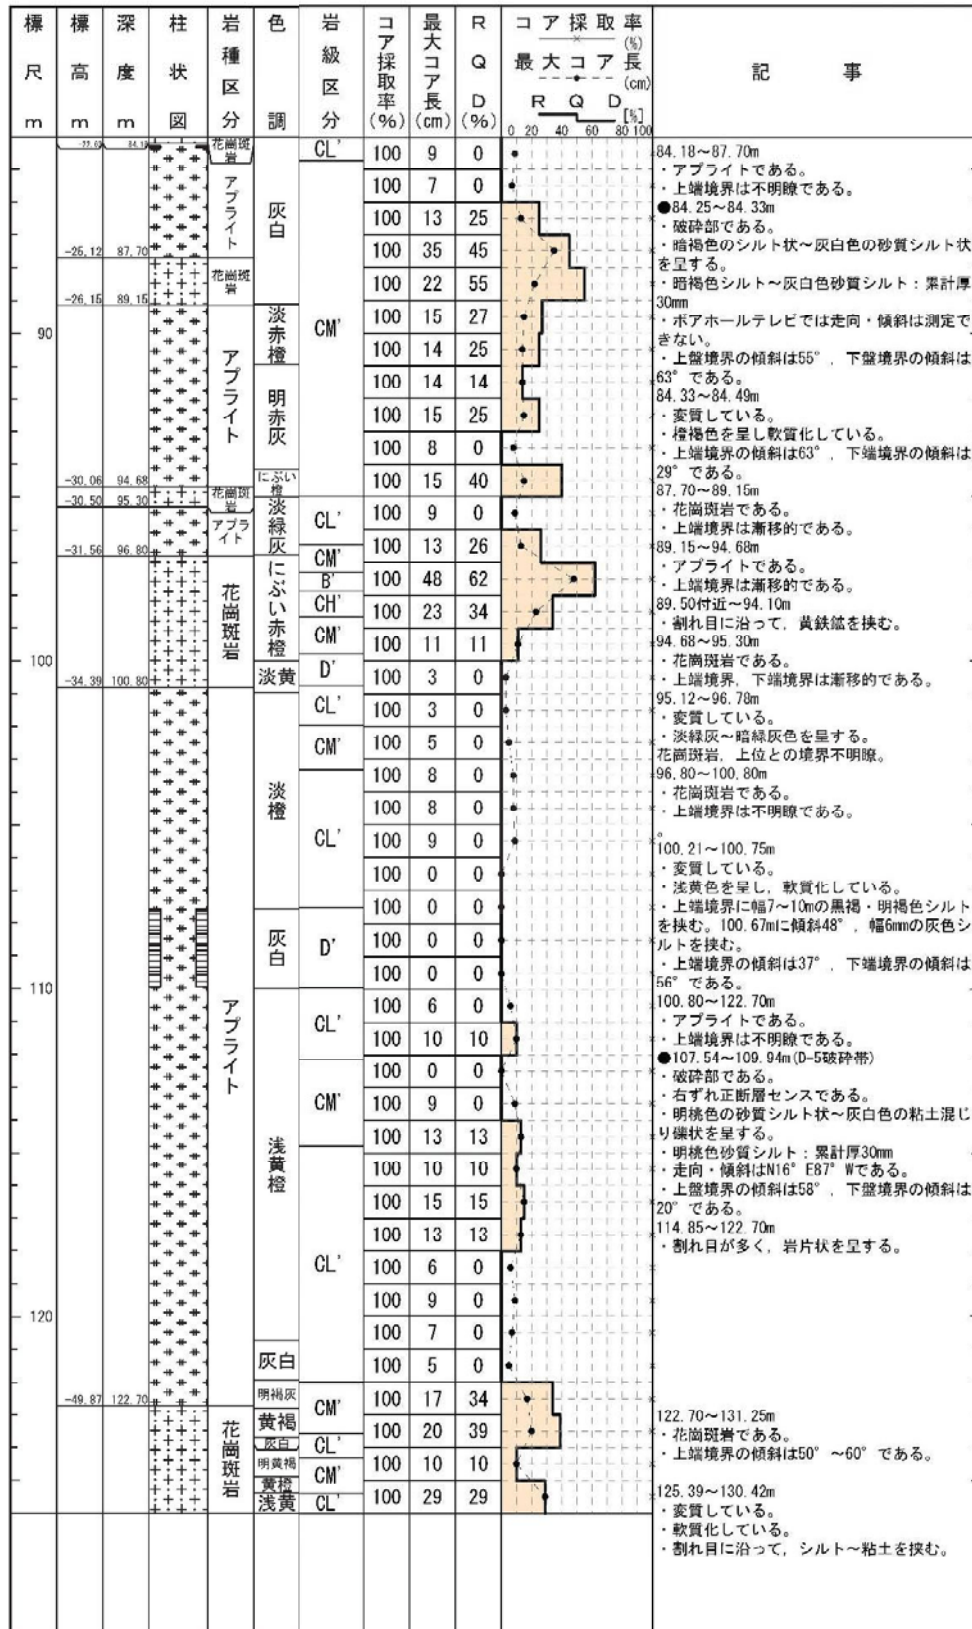 標尺m
標高m
深度m
柱状図
岩種区分
色調
岩級区分
コア採取率(%)
最大コア長(cm)
RQD(%)
コア採取率(%)
最大コア長(cm)
RQD[%]
0 20 40 60 80 100
記事
84.18
花崗斑岩
アプライト
-26.12 87.70
花崗斑岩
-26.15 89.15
アプライト
-30.06 94.68
花崗斑岩
-30.50 95.30
アプライト
-31.56 96.80
花崗斑岩
-34.39 100.80
アプライト
-49.87 122.70
花崗斑岩
90
100
110
120
灰白
淡赤橙
明赤灰
にぶい橙
淡緑灰
にぶい赤橙
淡黄
淡橙
灰白
浅黄橙
灰白
明褐灰
黄褐
灰白
明黄褐
黄橙
浅黄
CL'
CM'
CL'
CM'
B'
CH'
CM'
D'
CL'
CM'
CL'
D'
CL'
CM'
CL'
CM'
CL'
CM'
CL'
100 9 0
100 7 0
100 13 25
100 35 45
100 22 55
100 15 27
100 14 25
100 14 14
100 15 25
100 8 0
100 15 40
100 9 0
100 13 26
100 48 62
100 23 34
100 11 11
100 3 0
100 3 0
100 5 0
100 8 0
100 8 0
100 9 0
100 0 0
100 0 0
100 0 0
100 0 0
100 6 0
100 10 10
100 0 0
100 9 0
100 13 13
100 10 10
100 15 15
100 13 13
100 6 0
100 9 0
100 7 0
100 5 0
100 17 34
100 20 39
100 10 10
100 29 29
84.18～87.70m
・アプライトである。
・上端境界は不明瞭である。
●84.25～84.33m
・破砕部である。
・暗褐色のシルト状～灰白色の砂質シルト状
を呈する。
・暗褐色シルト～灰白色砂質シルト：累計厚
30mm
・ボアホールテレビでは走向・傾斜は測定で
きない。
・上盤境界の傾斜は55°，下盤境界の傾斜は
63°である。
84.33～84.49m
・変質している。
・橙褐色を呈し軟質化している。
・上端境界の傾斜は63°，下端境界の傾斜は
29°である。
87.70～89.15m
・花崗斑岩である。
・上端境界は漸移的である。
89.15～94.68m
・アプライトである。
・上端境界は漸移的である。
89.50付近～94.10m
・割れ目に沿って，黄鉄鉱を挟む。
94.68～95.30m
・花崗斑岩である。
・上端境界，下端境界は漸移的である。
95.12～96.78m
・変質している。
・淡緑灰～暗緑灰色を呈する。
花崗斑岩，上位との境界不明瞭。
96.80～100.80m
・花崗斑岩である。
・上端境界は不明瞭である。
。
100.21～100.75m
・変質している。
・浅黄色を呈し，軟質化している。
・上端境界に幅7～10mの黒褐・明褐色シルト
を挟む。100.67mに傾斜48°，幅6mmの灰色シ
ルトを挟む。
・上端境界の傾斜は37°，下端境界の傾斜は
56°である。
100.80～122.70m
・アプライトである。
・上端境界は不明瞭である。
●107.54～109.94m(D-5破砕帯)
・破砕部である。
・右ずれ正断層センスである。
・明桃色の砂質シルト状～灰白色の粘土混じ
り礫状を呈する。
・明桃色砂質シルト：累計厚30mm
・走向・傾斜はN16°E87°Wである。
・上盤境界の傾斜は58°，下盤境界の傾斜は
20°である。
114.85～122.70m
・割れ目が多く，岩片状を呈する。
122.70～131.25m
・花崗斑岩である。
・上端境界の傾斜は50°～60°である。
125.39～130.42m
・変質している。
・軟質化している。
・割れ目に沿って，シルト～粘土を挟む。